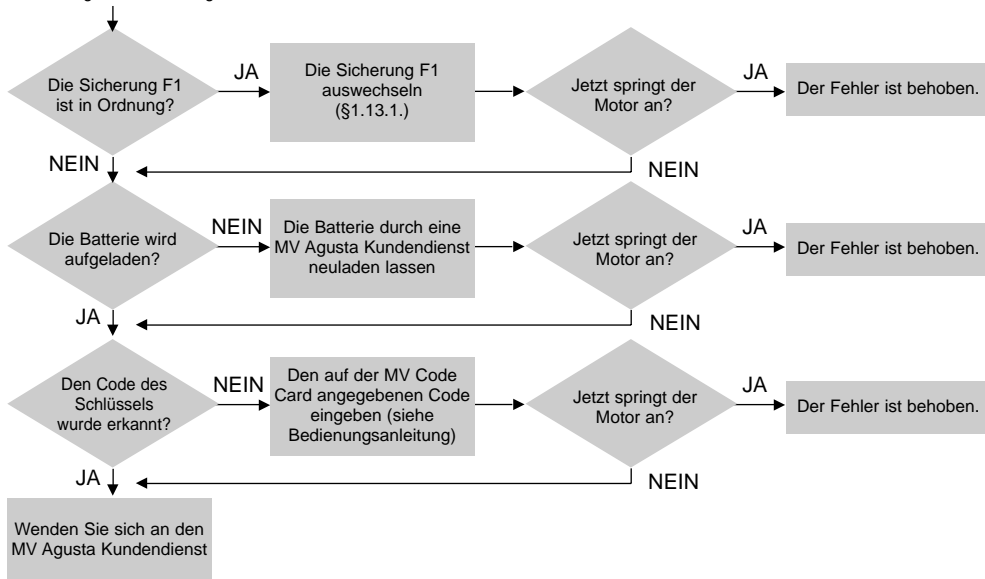 Die Sicherung F1
ist in Ordnung?
JA
Die Sicherung F1
auswechseln
(§1.13.1.)
Jetzt springt der
Motor an?
JA
Der Fehler ist behoben.
NEIN
NEIN
Die Batterie wird
aufgeladen?
NEIN
Die Batterie durch eine
MV Agusta Kundendienst
neuladen lassen
Jetzt springt der
Motor an?
JA
Der Fehler ist behoben.
JA
NEIN
Den Code des
Schlüssels
wurde erkannt?
NEIN
Den auf der MV Code
Card angegebenen Code
eingeben (siehe
Bedienungsanleitung)
Jetzt springt der
Motor an?
JA
Der Fehler ist behoben.
JA
NEIN
Wenden Sie sich an den
MV Agusta Kundendienst